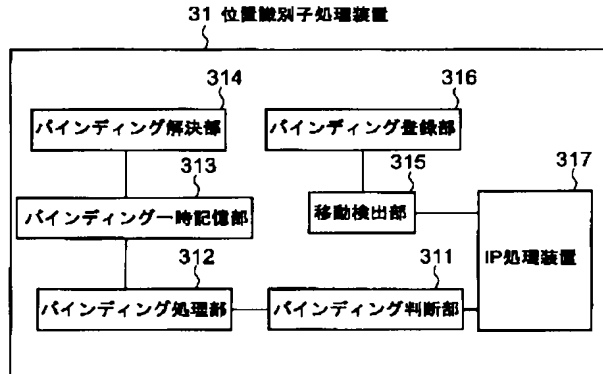 31 位置識別子処理装置
314
バインディング解決部
316
バインディング登録部
313
バインディング一時記憶部
315
移動検出部
317
IP処理装置
312
バインディング処理部
311
バインディング判断部